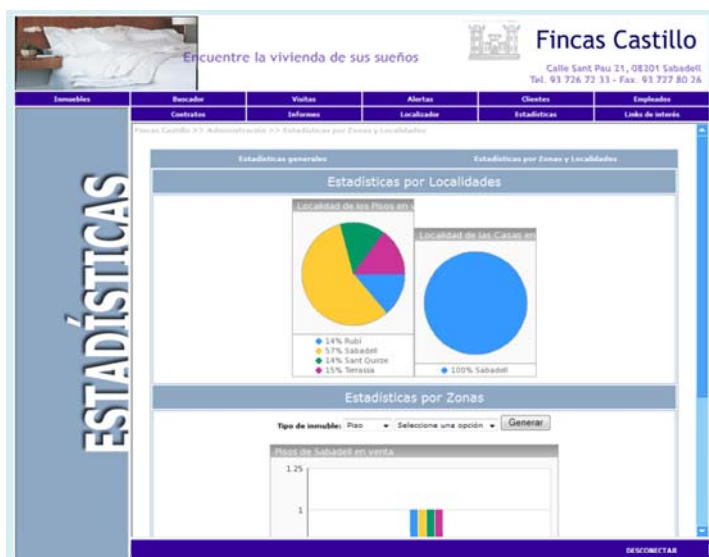 Fincas Castillo
Encuentre la vivienda de sus sueños
Calle Sant Pau 21, 08201 Sabadell
Tel. 93 726 72 33 - Fax. 93 727 80 26
Inmuebles Buscador Visitas Alertas Clientes Empleados
Contratos Informes Localizador Estadísticas Links de interés
Fincas Castillo >> Administración >> Estadísticas por Zonas y Localidades
ESTADÍSTICAS
Estadísticas generales Estadísticas por Zonas y Localidades
Estadísticas por Localidades
Localidad de los Pisos en v
Localidad de las Casas en
14% Rubí
57% Sabadell
14% Sant Quirze
15% Terrassa
100% Sabadell
Estadísticas por Zonas
Tipo de inmuble: Piso Seleccione una opción Generar
Pisos de Sabadell en venta
1.25
1
DESCONECTAR